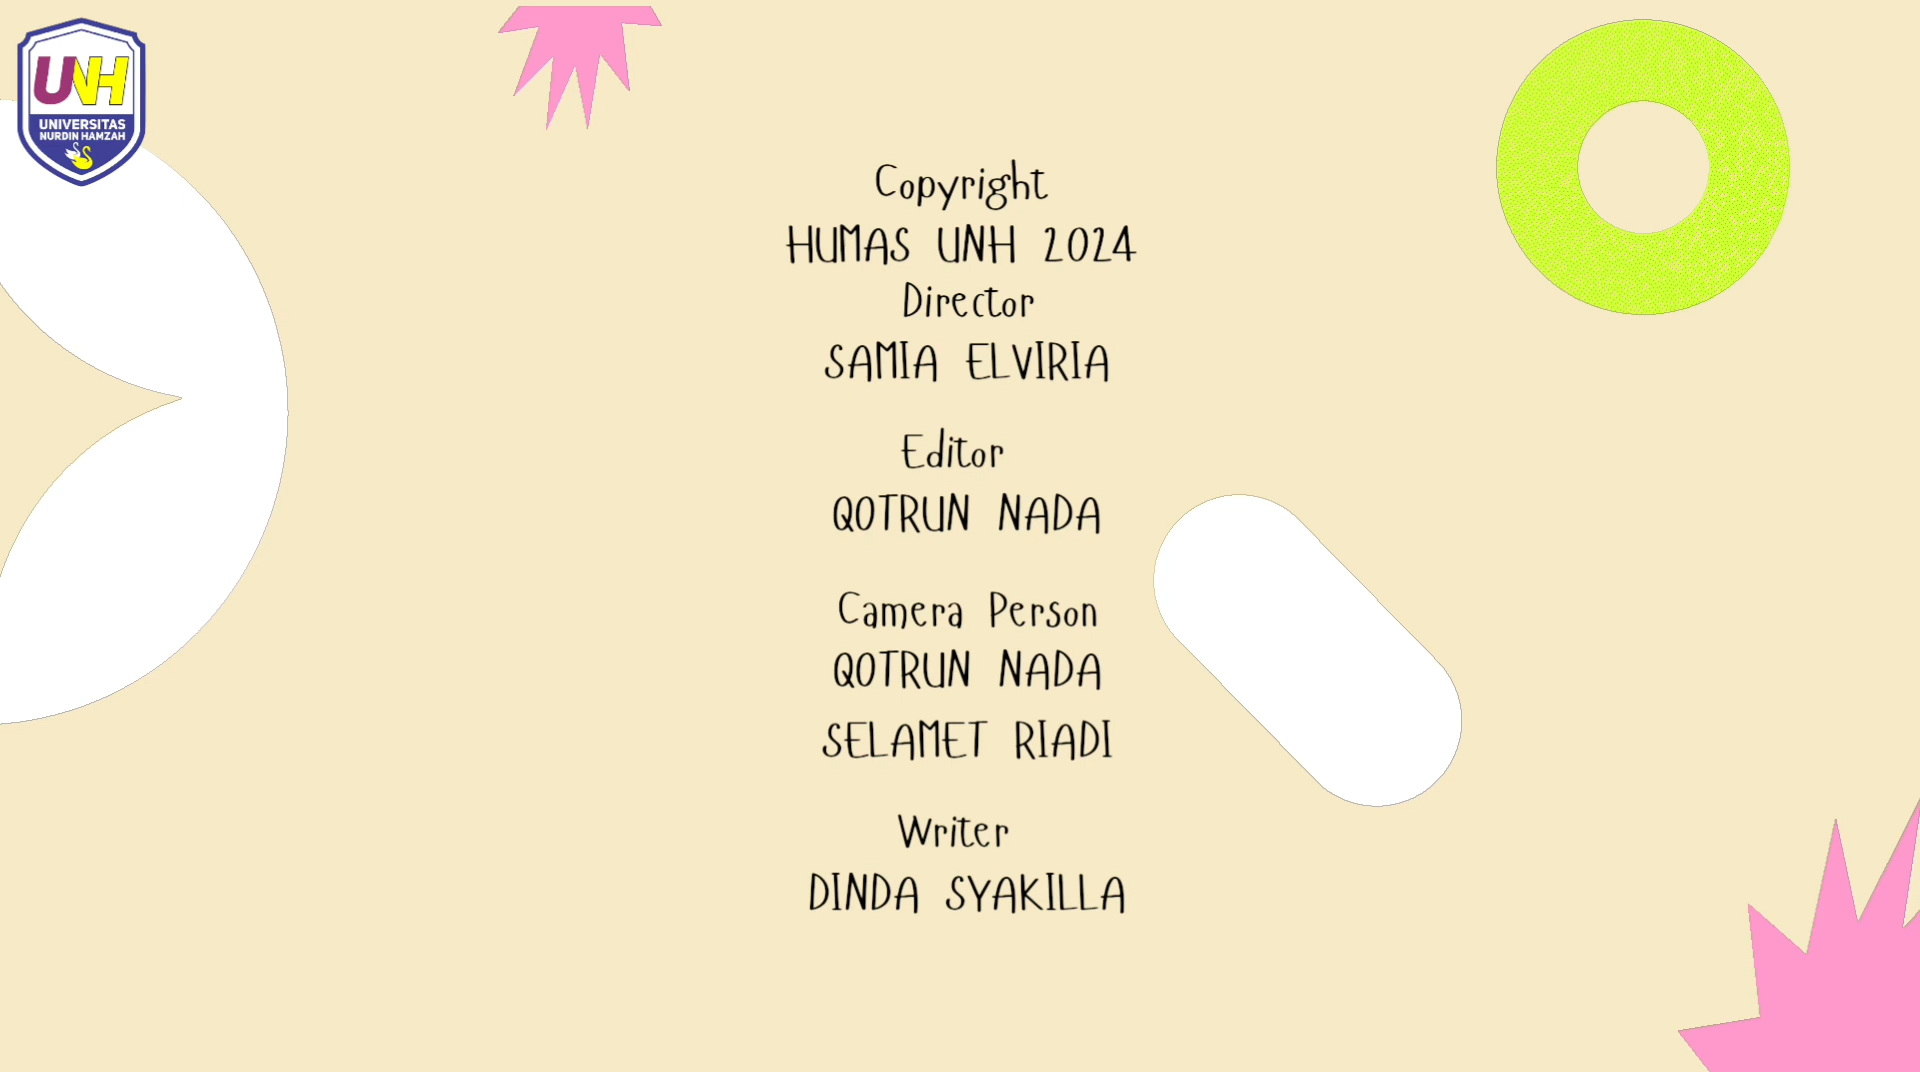 UNH
UNIVERSITAS
NURDIN HAMZAH
Copyright
HUMAS UNH 2024
Director
SAMIA ELVIRIA
Editor
QOTRUN NADA
Camera Person
QOTRUN NADA
SELAMET RIADI
Writer
DINDA SYAKILLA